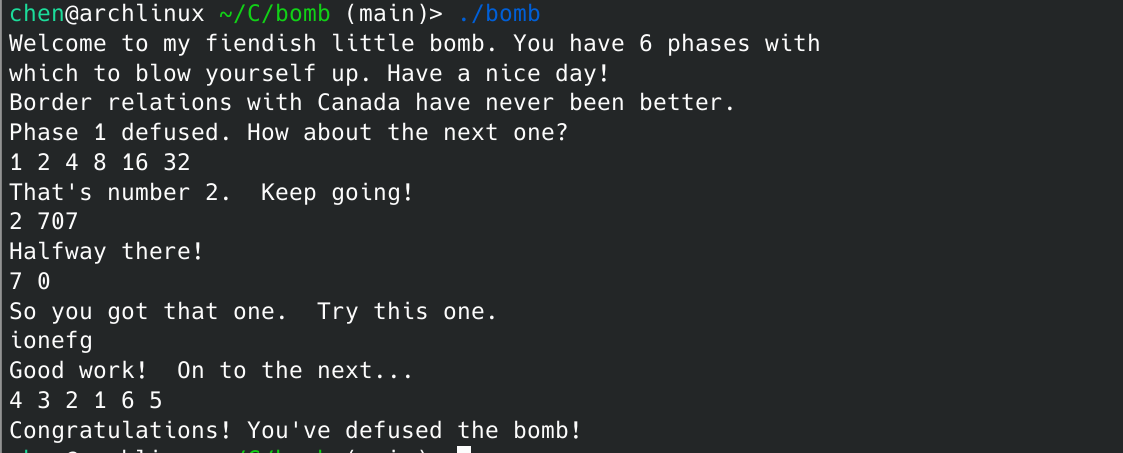 chen@archlinux ~/C/bomb (main)> ./bomb
Welcome to my fiendish little bomb. You have 6 phases with
which to blow yourself up. Have a nice day!
Border relations with Canada have never been better.
Phase 1 defused. How about the next one?
1 2 4 8 16 32
That's number 2.  Keep going!
2 707
Halfway there!
7 0
So you got that one.  Try this one.
ionefg
Good work!  On to the next...
4 3 2 1 6 5
Congratulations! You've defused the bomb!
chen@archlinux ~/C/bomb (main)>